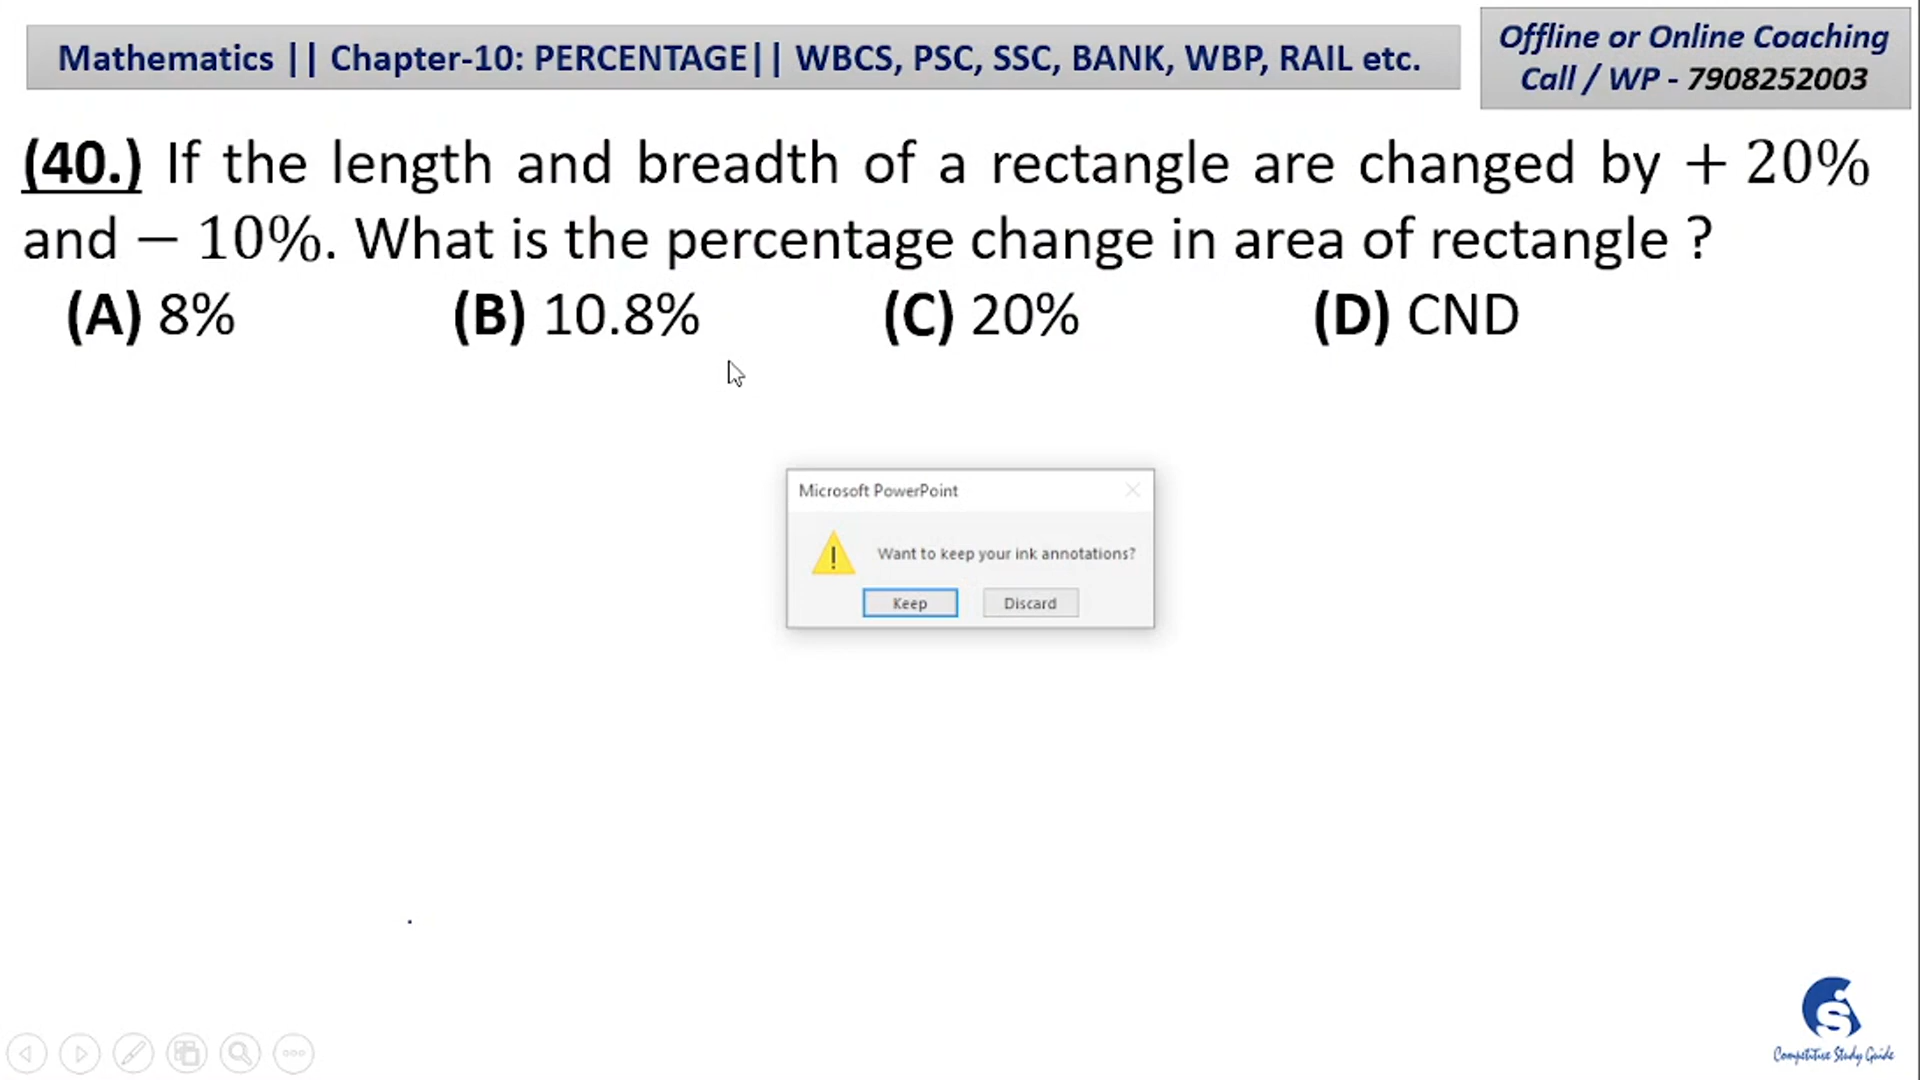 Mathematics || Chapter-10: PERCENTAGE|| WBCS, PSC, SSC, BANK, WBP, RAIL etc.
Offline or Online Coaching
Call / WP - 7908252003
(40.) If the length and breadth of a rectangle are changed by + 20%
and − 10%. What is the percentage change in area of rectangle ?
(A) 8% (B) 10.8% (C) 20% (D) CND
Microsoft PowerPoint
Want to keep your ink annotations?
Keep Discard
Competitive Study Guide